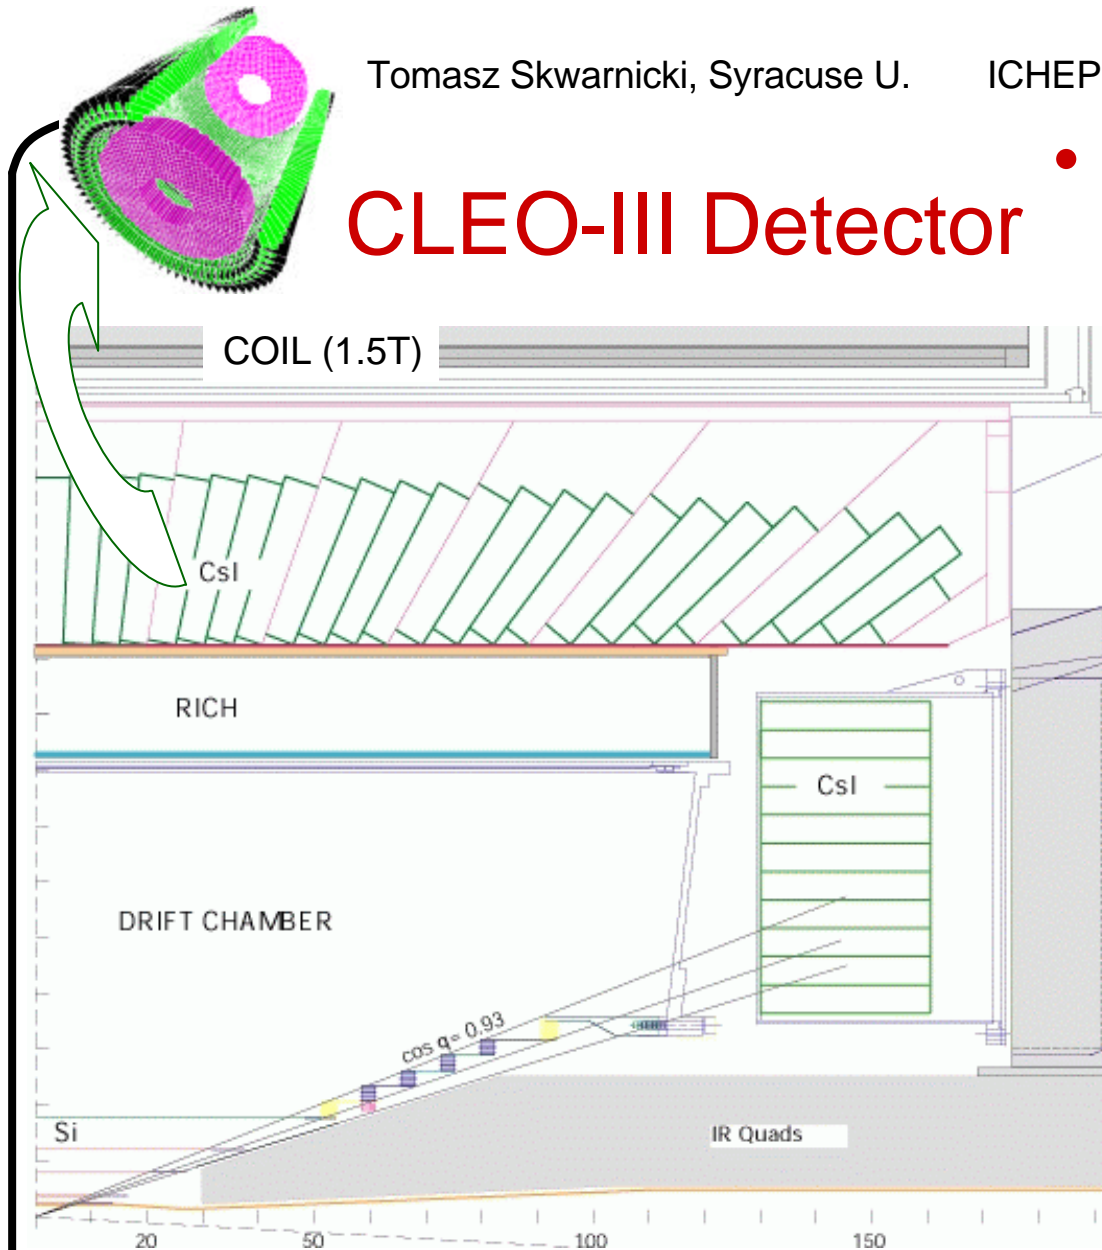 Tomasz Skwarnicki, Syracuse U. ICHEP
• CLEO-III Detector
COIL (1.5T)
CsI
RICH
CsI
DRIFT CHAMBER
cos q= 0.93
Si
IR Quads
20 50 100 150